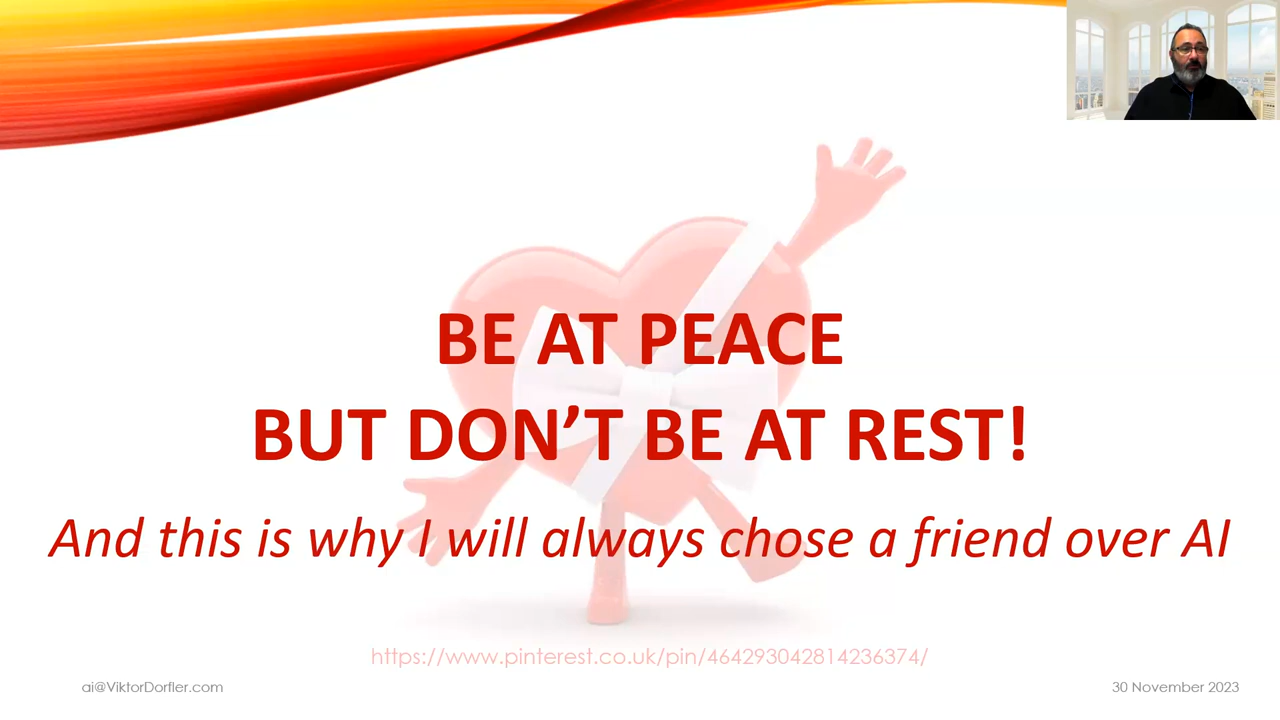 BE AT PEACE
BUT DON’T BE AT REST!
And this is why I will always chose a friend over AI
https://www.pinterest.co.uk/pin/464293042814236374/
ai@ViktorDorfler.com
30 November 2023